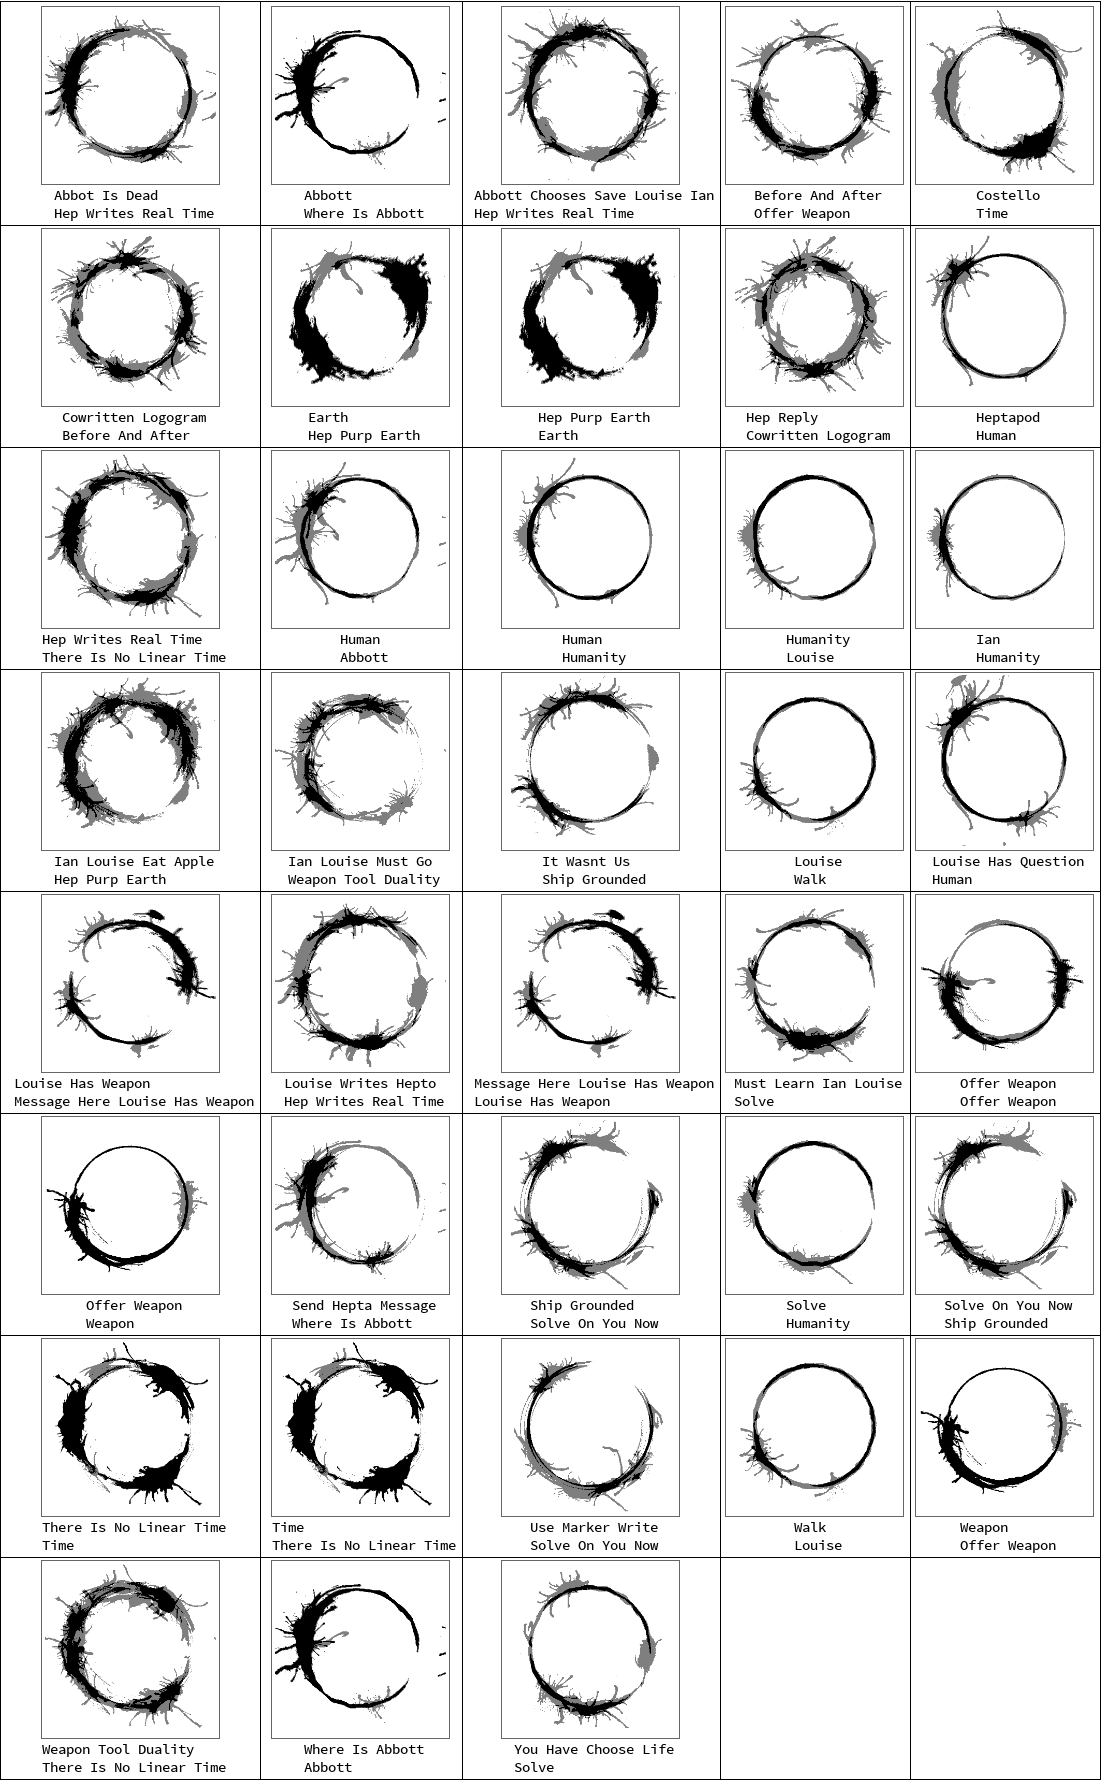 Abbot Is Dead
Hep Writes Real Time
Abbott
Where Is Abbott
Abbott Chooses Save Louise Ian
Hep Writes Real Time
Before And After
Offer Weapon
Costello
Time
Cowritten Logogram
Before And After
Earth
Hep Purp Earth
Hep Purp Earth
Earth
Hep Reply
Cowritten Logogram
Heptapod
Human
Hep Writes Real Time
There Is No Linear Time
Human
Abbott
Human
Humanity
Humanity
Louise
Ian
Humanity
Ian Louise Eat Apple
Hep Purp Earth
Ian Louise Must Go
Weapon Tool Duality
It Wasnt Us
Ship Grounded
Louise
Walk
Louise Has Question
Human
Louise Has Weapon
Message Here Louise Has Weapon
Louise Writes Hepto
Hep Writes Real Time
Message Here Louise Has Weapon
Louise Has Weapon
Must Learn Ian Louise
Solve
Offer Weapon
Offer Weapon
Offer Weapon
Weapon
Send Hepta Message
Where Is Abbott
Ship Grounded
Solve On You Now
Solve
Humanity
Solve On You Now
Ship Grounded
There Is No Linear Time
Time
Time
There Is No Linear Time
Use Marker Write
Solve On You Now
Walk
Louise
Weapon
Offer Weapon
Weapon Tool Duality
There Is No Linear Time
Where Is Abbott
Abbott
You Have Choose Life
Solve